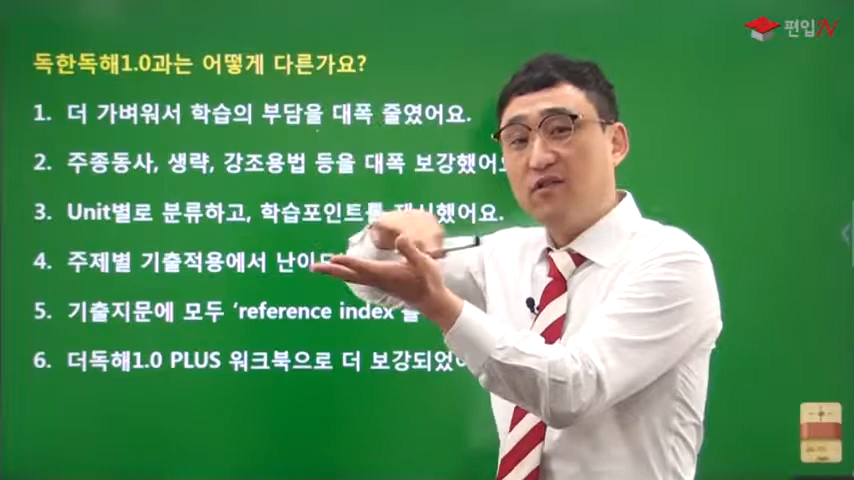 편입N
독한독해1.0과는 어떻게 다른가요?
1. 더 가벼워서 학습의 부담을 대폭 줄였어요.
2. 주종동사, 생략, 강조용법 등을 대폭 보강했어요
3. Unit별로 분류하고, 학습포인트를 제시했어요.
4. 주제별 기출적용에서 난이도
5. 기출지문에 모두 ‘reference index 를
6. 더독해1.0 PLUS 워크북으로 더 보강되었어